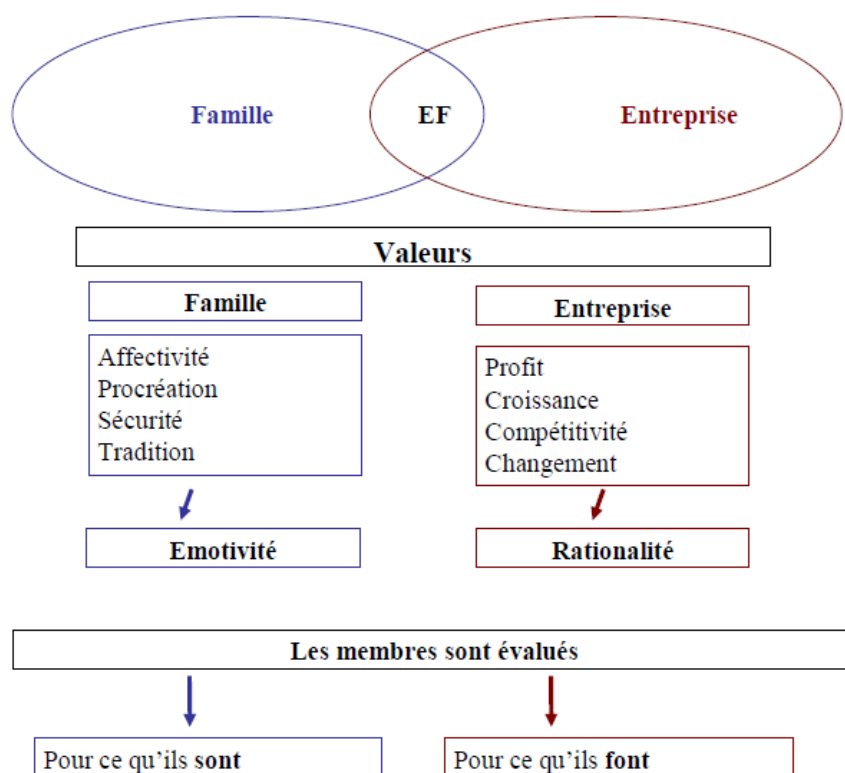 Famille EF Entreprise
Valeurs
Famille
Affectivité
Procréation
Sécurité
Tradition
Emotivité
Entreprise
Profit
Croissance
Compétitivité
Changement
Rationalité
Les membres sont évalués
Pour ce qu'ils sont
Pour ce qu'ils font